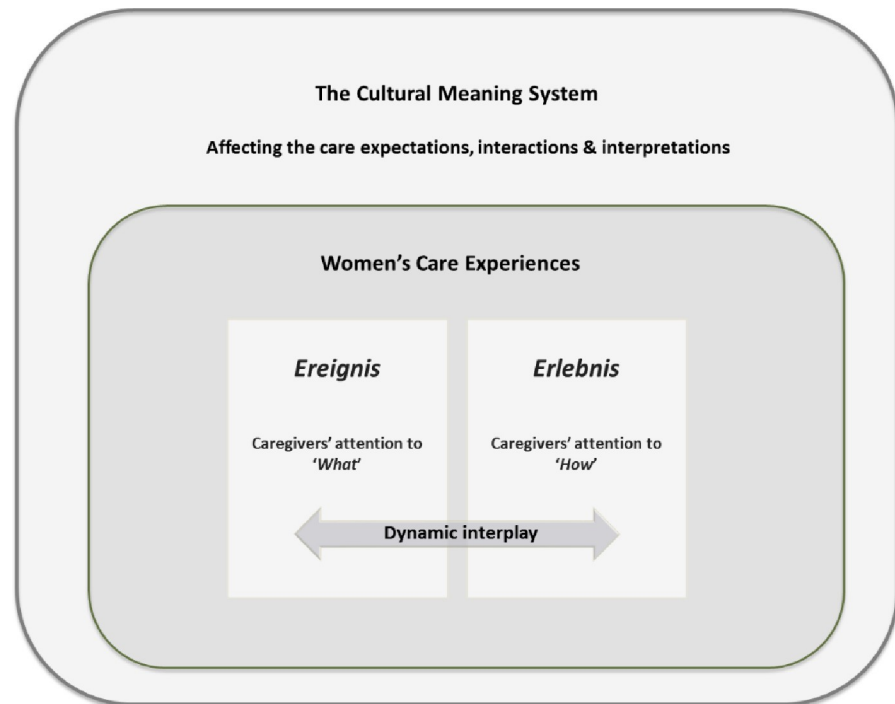 The Cultural Meaning System
Affecting the care expectations, interactions & interpretations
Women’s Care Experiences
Ereignis
Caregivers’ attention to
‘What’
Erlebnis
Caregivers’ attention to
‘How’
Dynamic interplay